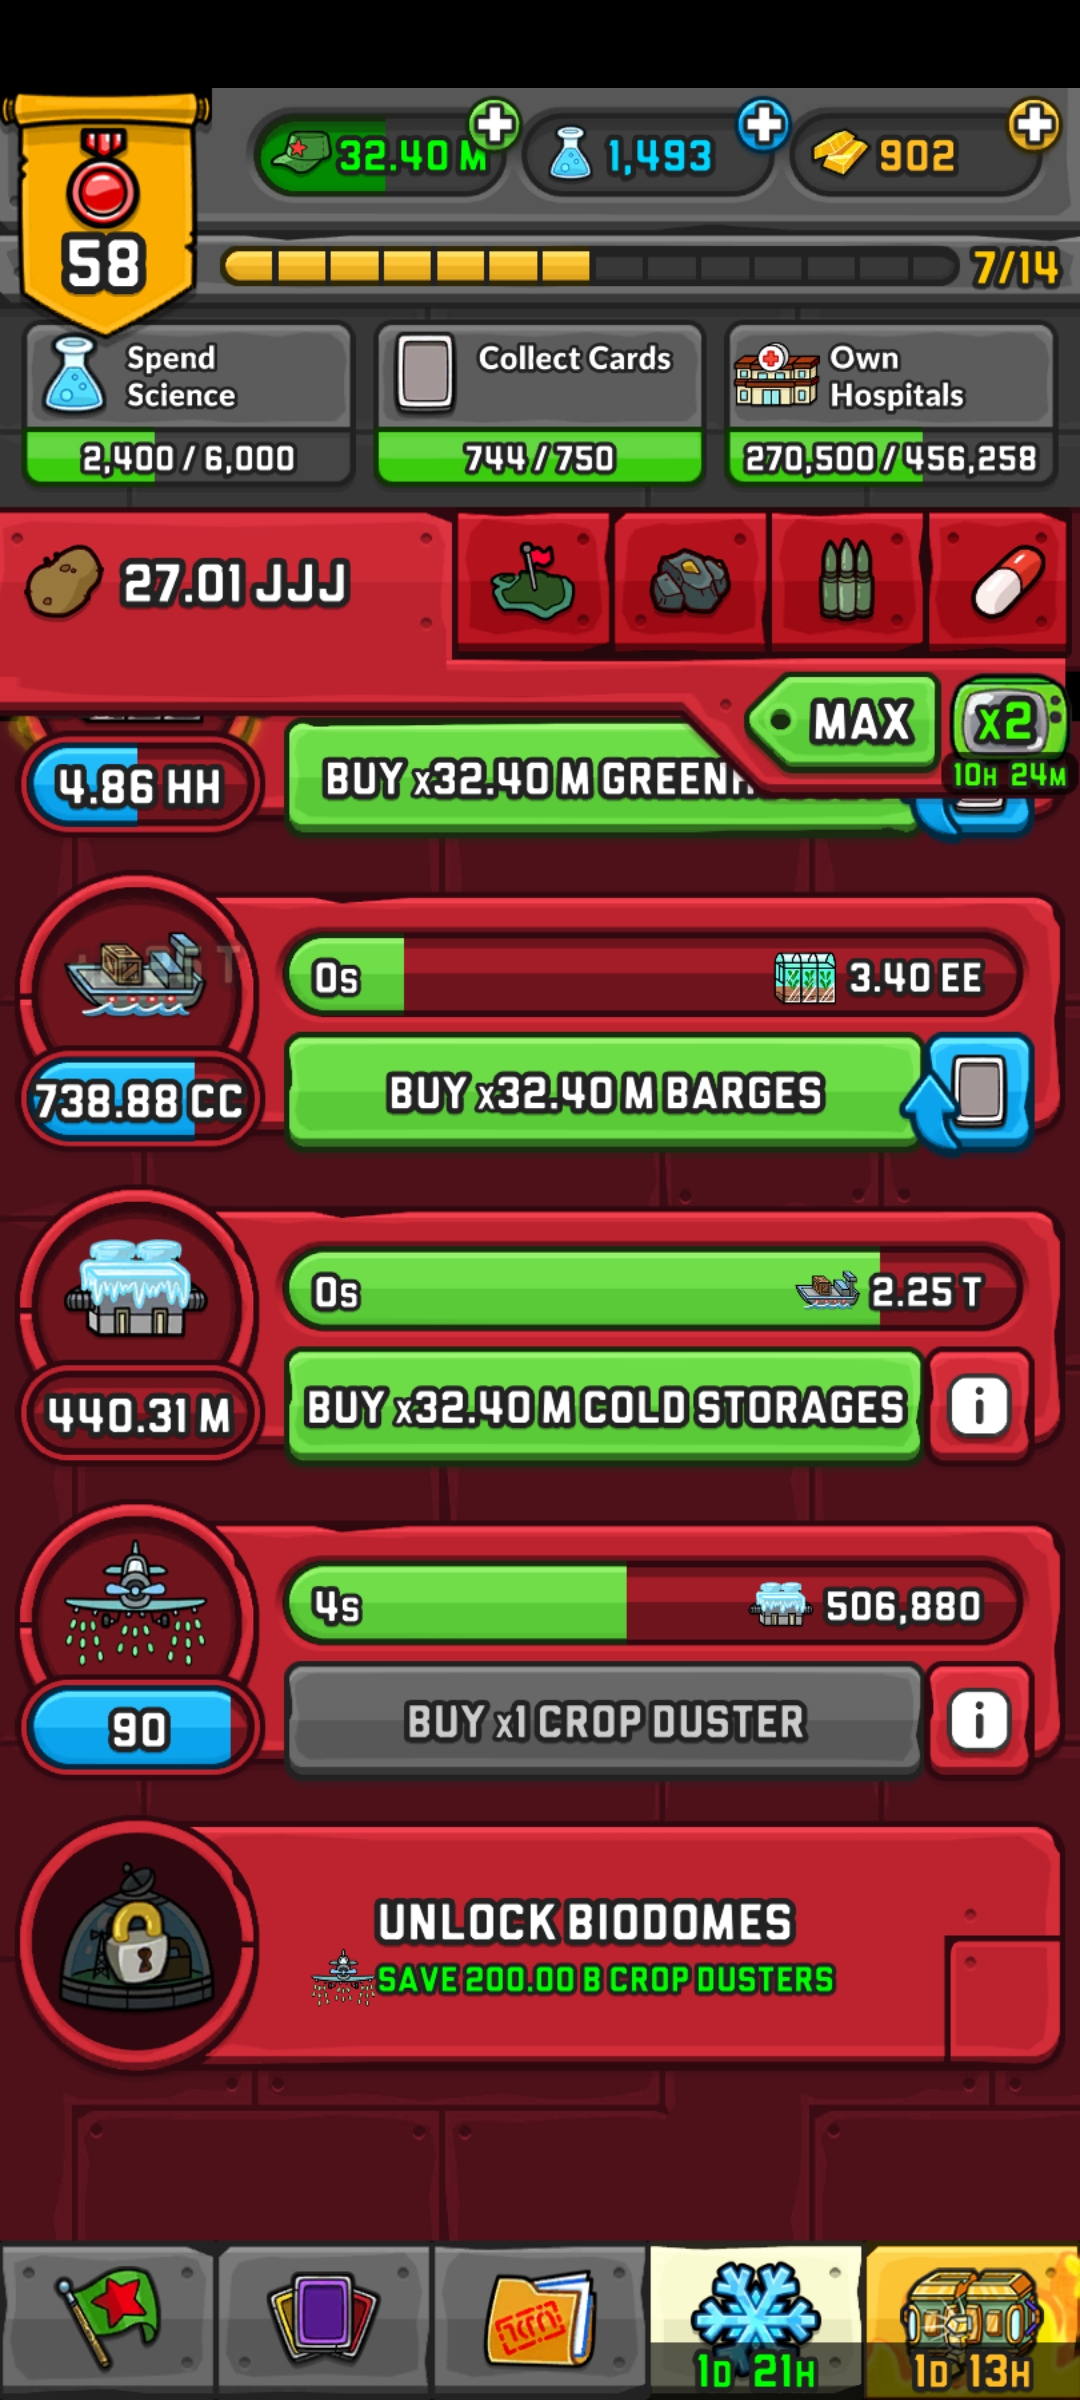 32.40 M
1,493
902
58
7/14
Spend
Science
2,400 / 6,000
Collect Cards
744 / 750
Own
Hospitals
270,500 / 456,258
27.01 JJJ
MAX
x2
10H 24M
4.86 HH
BUY x32.40 M
0s
3.40 EE
738.88 CC
BUY x32.40 M BARGES
0s
2.25 T
440.31 M
BUY x32.40 M COLD STORAGES
i
4s
506,880
90
BUY x1 CROP DUSTER
i
UNLOCK BIODOMES
SAVE 200.00 B CROP DUSTERS
1D 21H
1D 13H